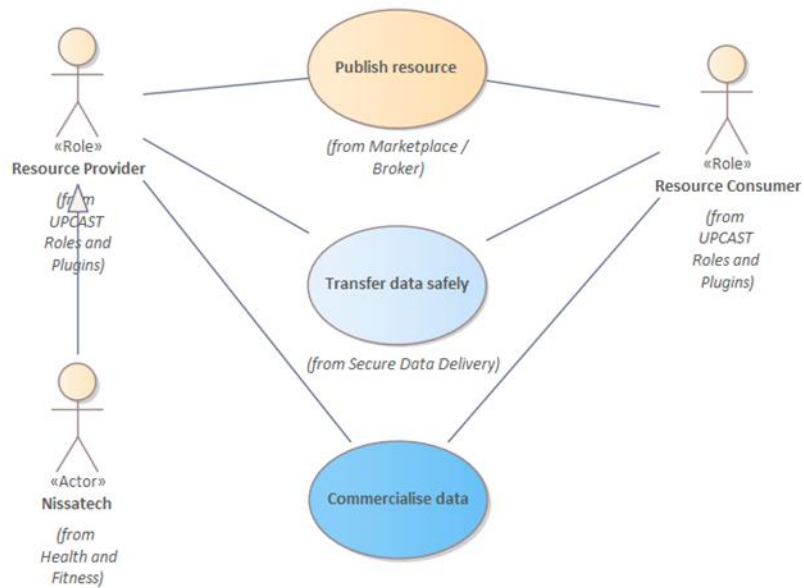 Publish resource
(from Marketplace /
Broker)
«Role»
Resource Provider
(from
UPCAST
Roles and
Plugins)
«Role»
Resource Consumer
(from
UPCAST
Roles and
Plugins)
Transfer data safely
(from Secure Data Delivery)
«Actor»
Nissatech
(from
Health and
Fitness)
Commercialise data